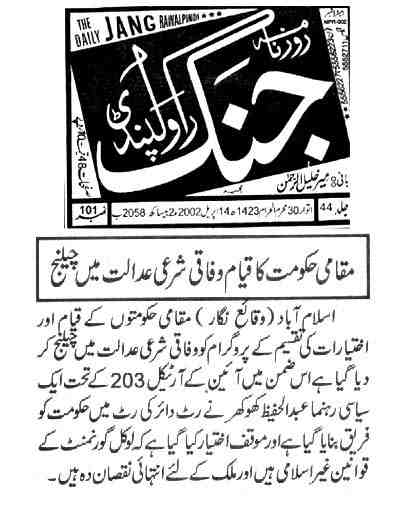 THE DAILY JANG RAWALPINDI
روزنامہ
جنگ
راولپنڈی
بانی: میر خلیل الرحمٰن
جلد 44 اتوار 30 محرم الحرام 1423ھ 14 اپریل 2002ء 2 بیساکھ 2058 ب نمبر 101
مقامی حکومت کا قیام وفاقی شرعی عدالت میں چیلنج
اسلام آباد (وقائع نگار) مقامی حکومتوں کے قیام اور
اختیارات کی تقسیم کے پروگرام کو وفاقی شرعی عدالت میں چیلنج کر
دیا گیا ہے اس ضمن میں آئین کے آرٹیکل 203 کے تحت ایک
سیاسی رہنما عبدالحفیظ کھوکھر نے رٹ دائر کی رٹ میں حکومت کو
فریق بنایا گیا ہے اور موقف اختیار کیا گیا ہے کہ لوکل گورنمنٹ کے
قوانین غیر اسلامی ہیں اور ملک کے لئے انتہائی نقصان دہ ہیں۔